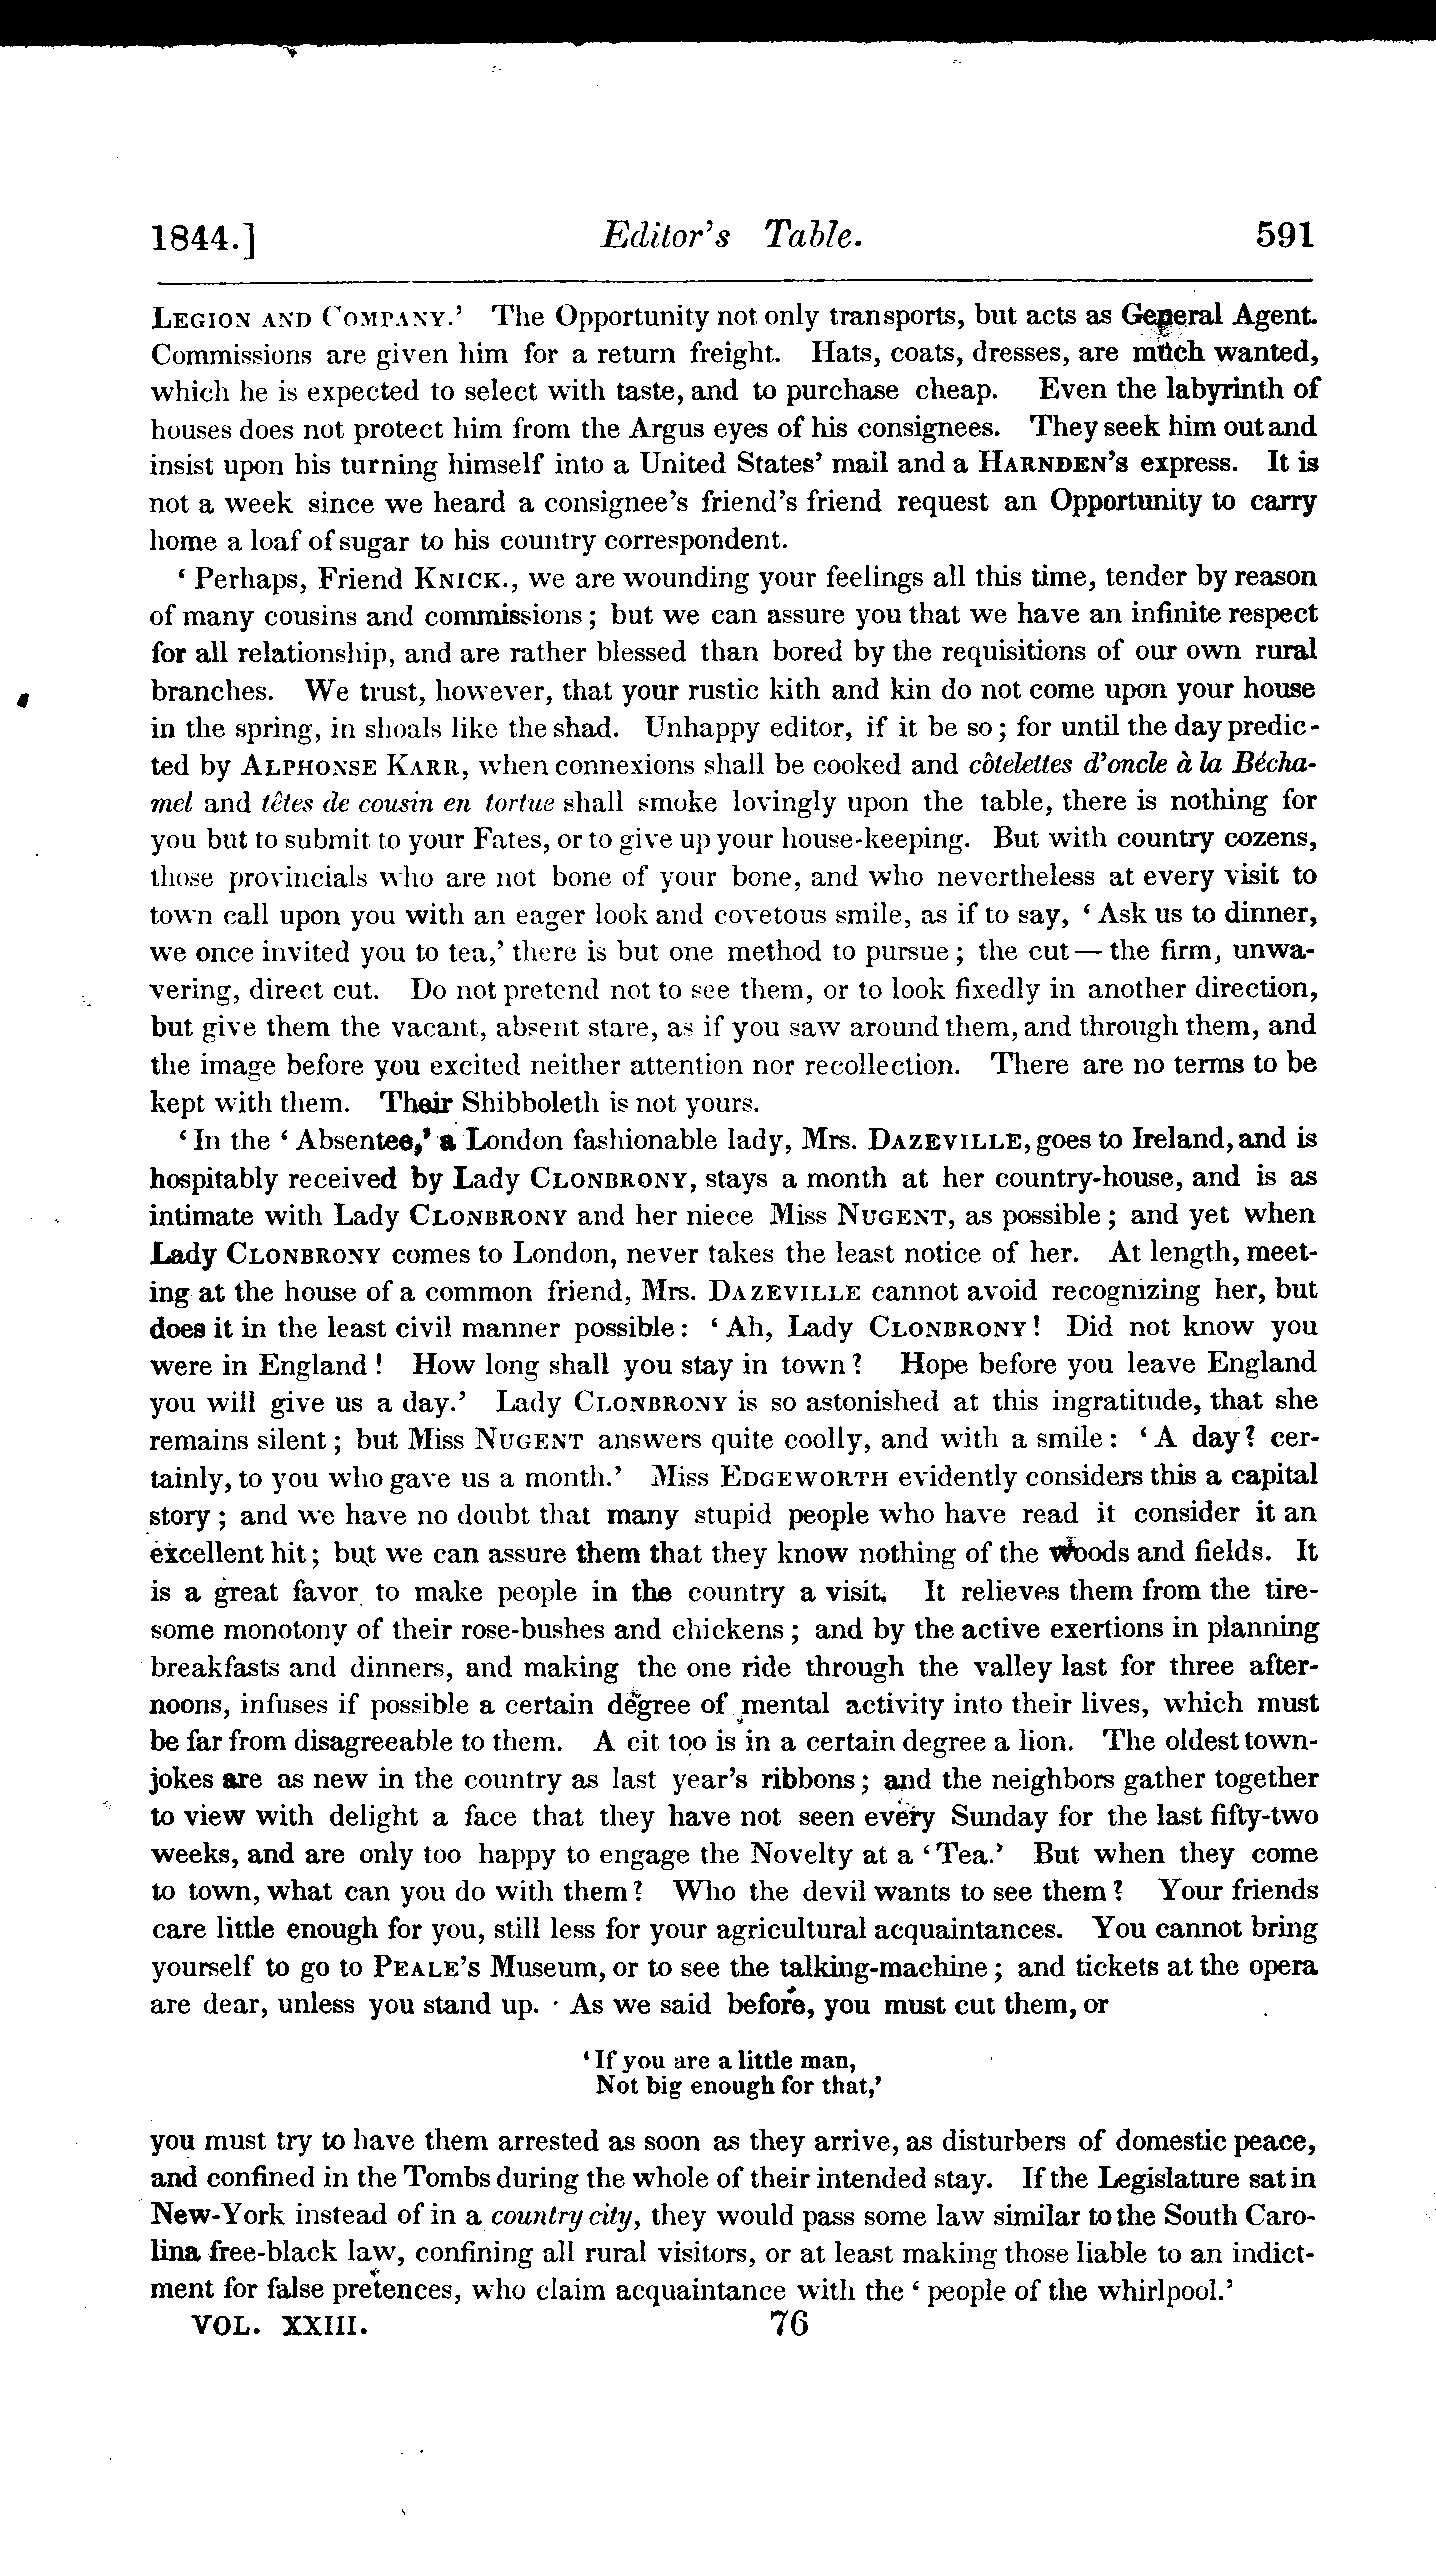 1844.] Editor's Table. 591
LEGION AND COMPANY.' The Opportunity not only transports, but acts as General Agent.
Commissions are given him for a return freight. Hats, coats, dresses, are much wanted,
which he is expected to select with taste, and to purchase cheap. Even the labyrinth of
houses does not protect him from the Argus eyes of his consignees. They seek him out and
insist upon his turning himself into a United States' mail and a HARNDEN'S express. It is
not a week since we heard a consignee's friend's friend request an Opportunity to carry
home a loaf of sugar to his country correspondent.
'Perhaps, Friend KNICK., we are wounding your feelings all this time, tender by reason
of many cousins and commissions; but we can assure you that we have an infinite respect
for all relationship, and are rather blessed than bored by the requisitions of our own rural
branches. We trust, however, that your rustic kith and kin do not come upon your house
in the spring, in shoals like the shad. Unhappy editor, if it be so; for until the day predic-
ted by ALPHONSE KARR, when connexions shall be cooked and côtelettes d'oncle à la Bécha-
mel and têtes de cousin en tortue shall smoke lovingly upon the table, there is nothing for
you but to submit to your Fates, or to give up your house-keeping. But with country cozens,
those provincials who are not bone of your bone, and who nevertheless at every visit to
town call upon you with an eager look and covetous smile, as if to say, 'Ask us to dinner,
we once invited you to tea,' there is but one method to pursue; the cut — the firm, unwa-
vering, direct cut. Do not pretend not to see them, or to look fixedly in another direction,
but give them the vacant, absent stare, as if you saw around them, and through them, and
the image before you excited neither attention nor recollection. There are no terms to be
kept with them. Their Shibboleth is not yours.
'In the 'Absentee,' a London fashionable lady, Mrs. DAZEVILLE, goes to Ireland, and is
hospitably received by Lady CLONBRONY, stays a month at her country-house, and is as
intimate with Lady CLONBRONY and her niece Miss NUGENT, as possible; and yet when
Lady CLONBRONY comes to London, never takes the least notice of her. At length, meet-
ing at the house of a common friend, Mrs. DAZEVILLE cannot avoid recognizing her, but
does it in the least civil manner possible: 'Ah, Lady CLONBRONY! Did not know you
were in England! How long shall you stay in town? Hope before you leave England
you will give us a day.' Lady CLONBRONY is so astonished at this ingratitude, that she
remains silent; but Miss NUGENT answers quite coolly, and with a smile: 'A day? cer-
tainly, to you who gave us a month.' Miss EDGEWORTH evidently considers this a capital
story; and we have no doubt that many stupid people who have read it consider it an
excellent hit; but we can assure them that they know nothing of the woods and fields. It
is a great favor to make people in the country a visit. It relieves them from the tire-
some monotony of their rose-bushes and chickens; and by the active exertions in planning
breakfasts and dinners, and making the one ride through the valley last for three after-
noons, infuses if possible a certain degree of mental activity into their lives, which must
be far from disagreeable to them. A cit too is in a certain degree a lion. The oldest town-
jokes are as new in the country as last year's ribbons; and the neighbors gather together
to view with delight a face that they have not seen every Sunday for the last fifty-two
weeks, and are only too happy to engage the Novelty at a 'Tea.' But when they come
to town, what can you do with them? Who the devil wants to see them? Your friends
care little enough for you, still less for your agricultural acquaintances. You cannot bring
yourself to go to PEALE'S Museum, or to see the talking-machine; and tickets at the opera
are dear, unless you stand up. As we said before, you must cut them, or
'If you are a little man,
Not big enough for that,'
you must try to have them arrested as soon as they arrive, as disturbers of domestic peace,
and confined in the Tombs during the whole of their intended stay. If the Legislature sat in
New-York instead of in a country city, they would pass some law similar to the South Caro-
lina free-black law, confining all rural visitors, or at least making those liable to an indict-
ment for false pretences, who claim acquaintance with the 'people of the whirlpool.'
VOL. XXIII. 76